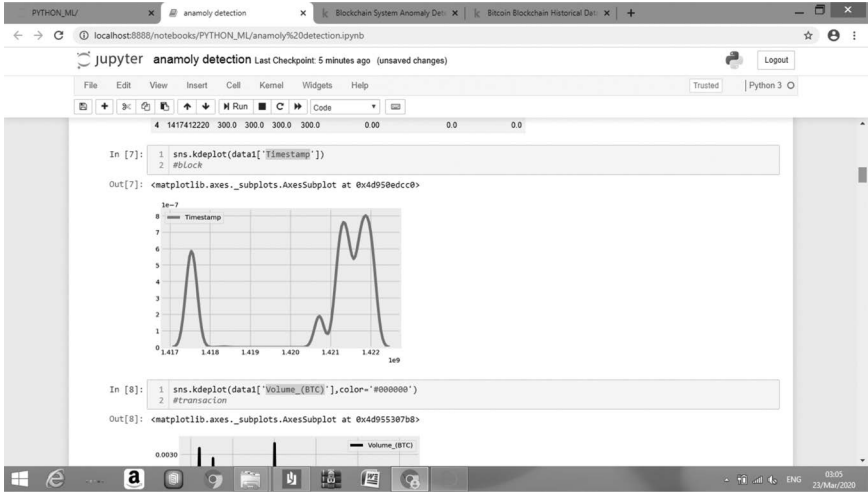 PYTHON_ML/
anamoly detection
Blockchain System Anomaly Det
Bitcoin Blockchain Historical Dat
localhost:8888/notebooks/PYTHON_ML/anamoly%20detection.ipynb
jupyter anamoly detection Last Checkpoint: 5 minutes ago (unsaved changes)
Logout
File Edit View Insert Cell Kernel Widgets Help
Trusted
Python 3
Run
Code
4 1417412220 300.0 300.0 300.0 300.0 0.00 0.0 0.0
In [7]: 1 sns.kdeplot(data1['Timestamp'])
2 #block
Out[7]: <matplotlib.axes._subplots.AxesSubplot at 0x4d950edcc0>
1e-7
8
Timestamp
7
6
5
4
3
2
1
0
1.417 1.418 1.419 1.420 1.421 1.422
1e9
In [8]: 1 sns.kdeplot(data1['Volume_(BTC)'],color='#000000')
2 #transacion
Out[8]: <matplotlib.axes._subplots.AxesSubplot at 0x4d955307b8>
Volume_(BTC)
0.0030
ENG
03:05
23/Mar/2020